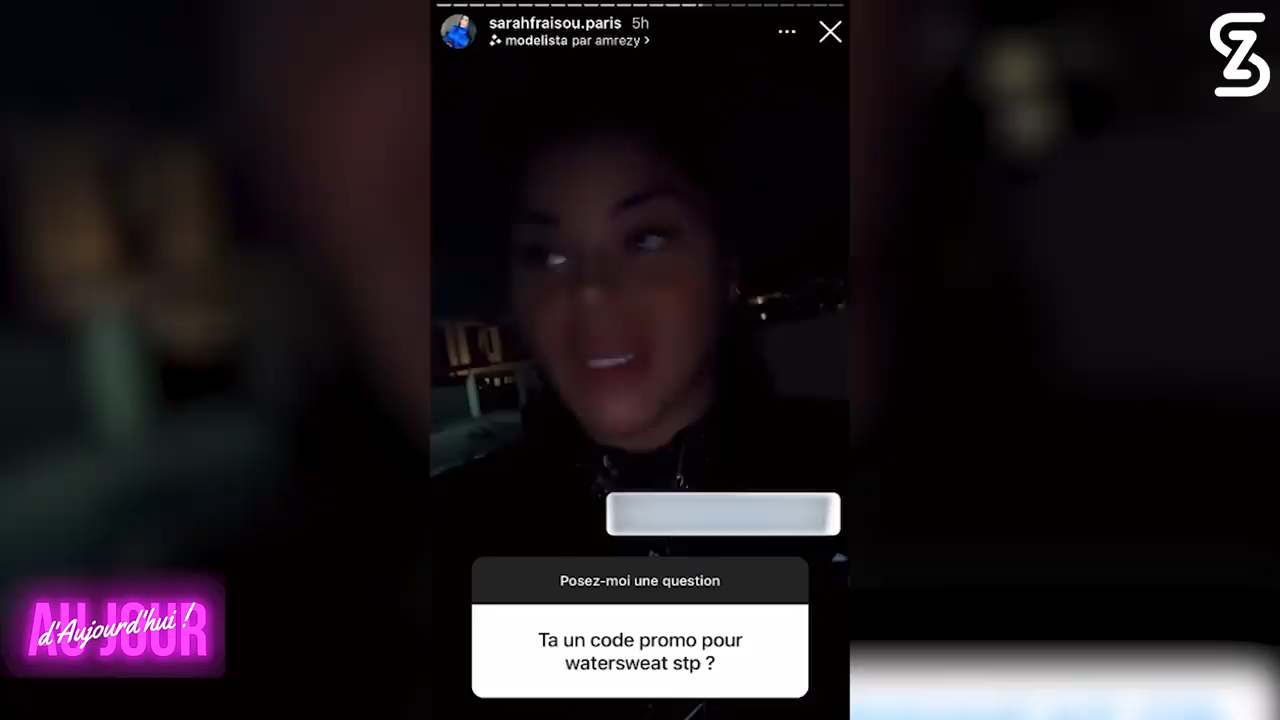 sarahfraisou.paris 5h
modelista par amrezy >
Posez-moi une question
Ta un code promo pour
watersweat stp ?
AU JOUR
d'Aujourd'hui !